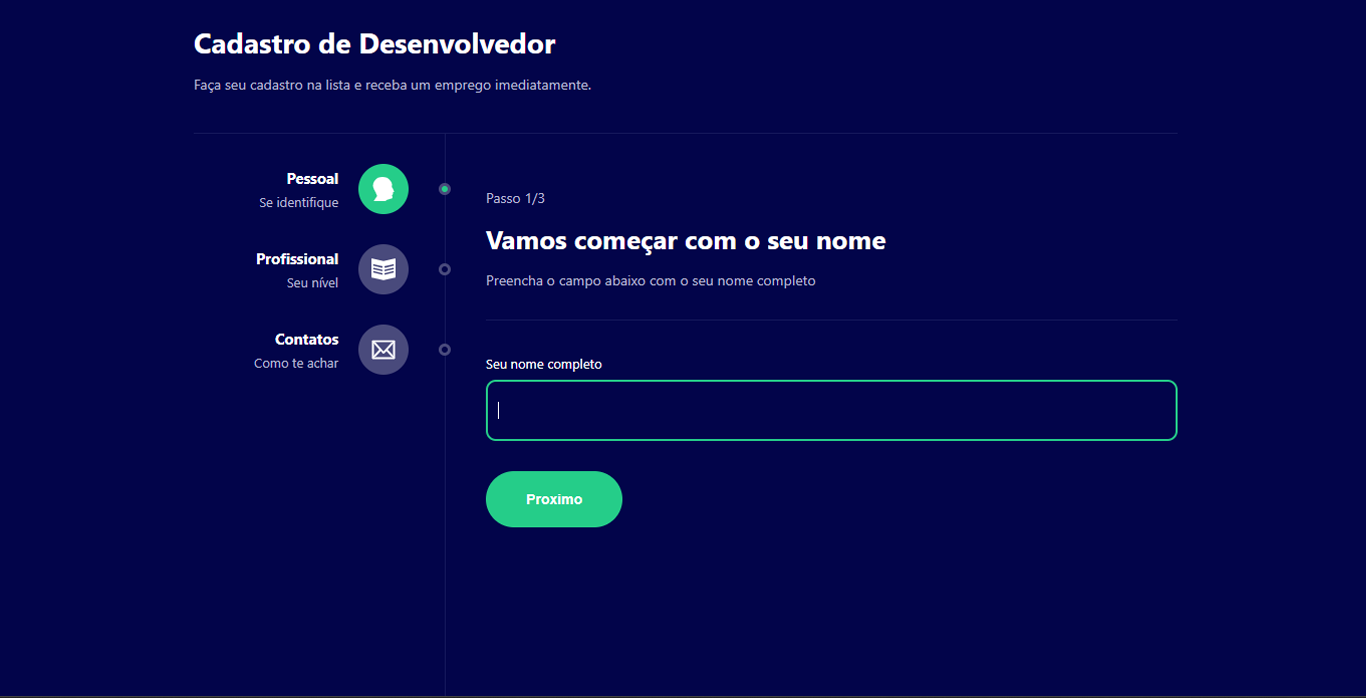 Cadastro de Desenvolvedor
Faça seu cadastro na lista e receba um emprego imediatamente.
Pessoal
Se identifique
Profissional
Seu nível
Contatos
Como te achar
Passo 1/3
Vamos começar com o seu nome
Preencha o campo abaixo com o seu nome completo
Seu nome completo
Proximo